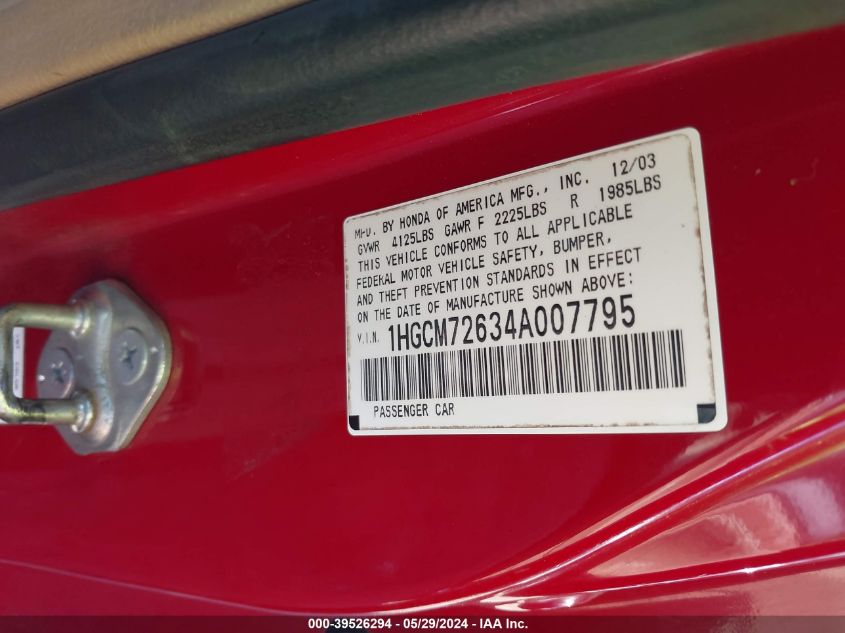 MFD. BY HONDA OF AMERICA MFG., INC. 12/03
GVWR 4125LBS GAWR F 2225LBS R 1985LBS
THIS VEHICLE CONFORMS TO ALL APPLICABLE
FEDERAL MOTOR VEHICLE SAFETY, BUMPER,
AND THEFT PREVENTION STANDARDS IN EFFECT
ON THE DATE OF MANUFACTURE SHOWN ABOVE:
V.I.N. 1HGCM72634A007795
PASSENGER CAR
000-39526294 - 05/29/2024 - IAA Inc.